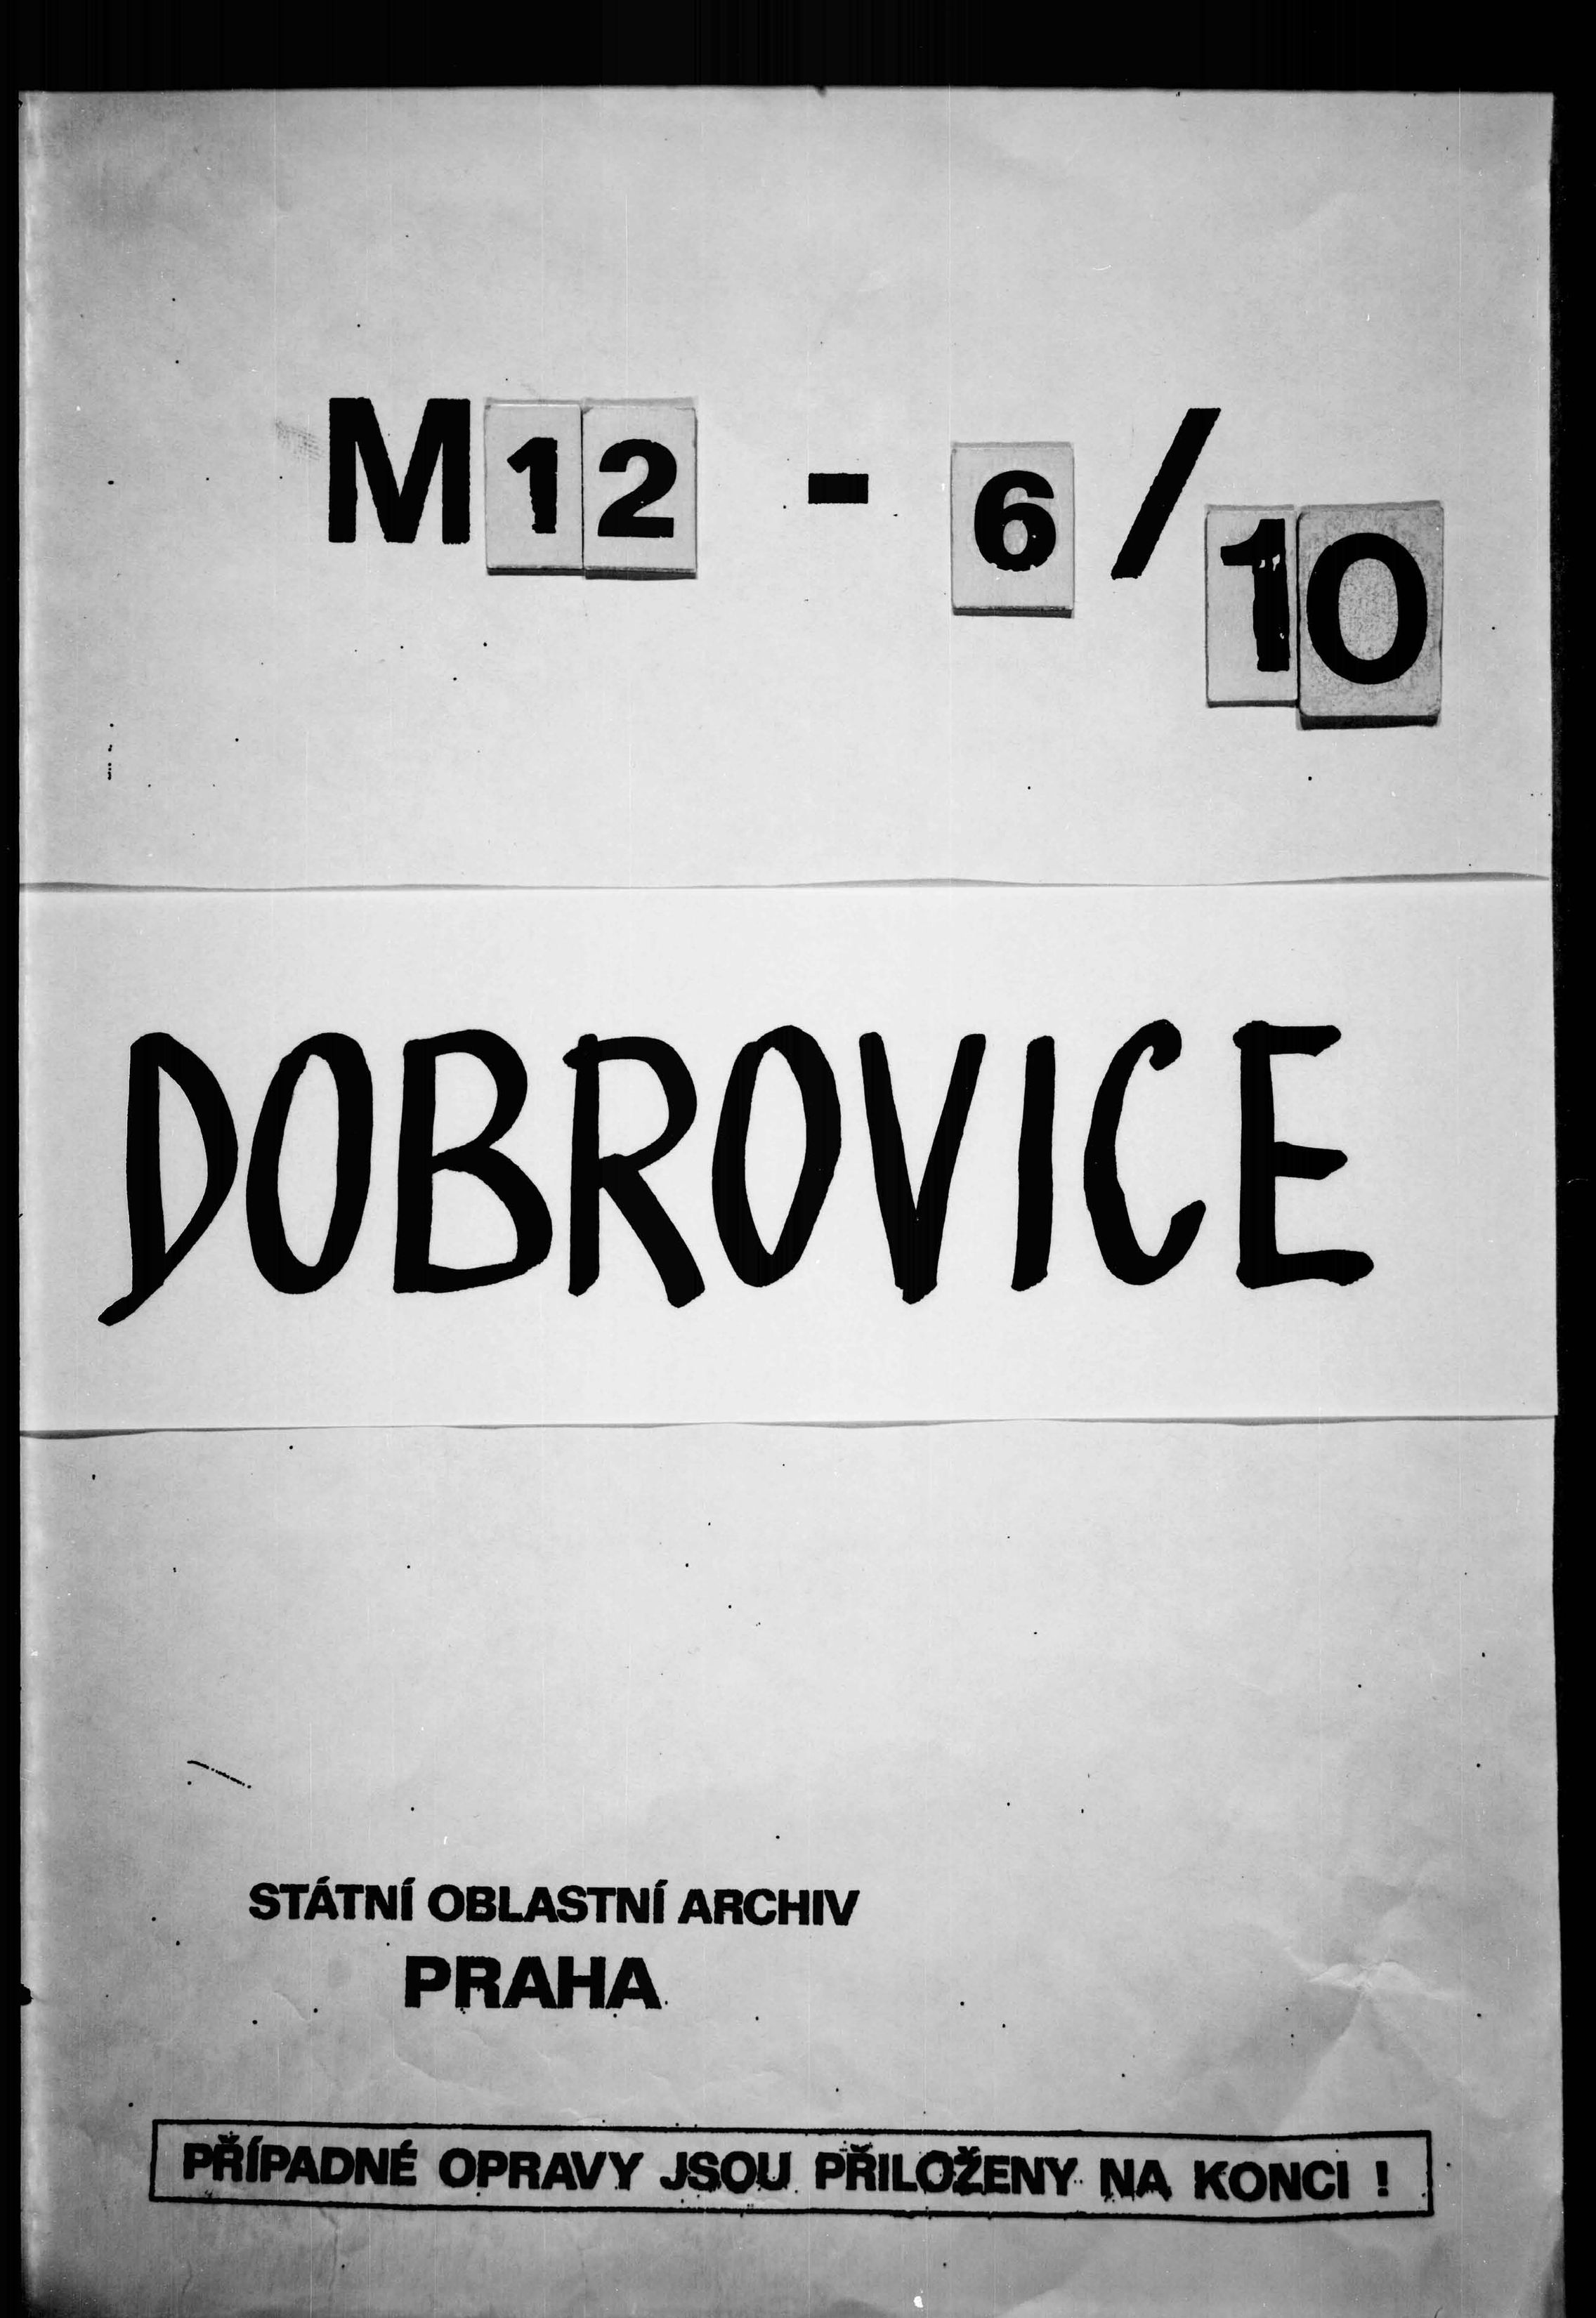 M12 - 6/10
DOBROVICE
STÁTNÍ OBLASTNÍ ARCHIV
PRAHA
PŘÍPADNÉ OPRAVY JSOU PŘILOŽENY NA KONCI !